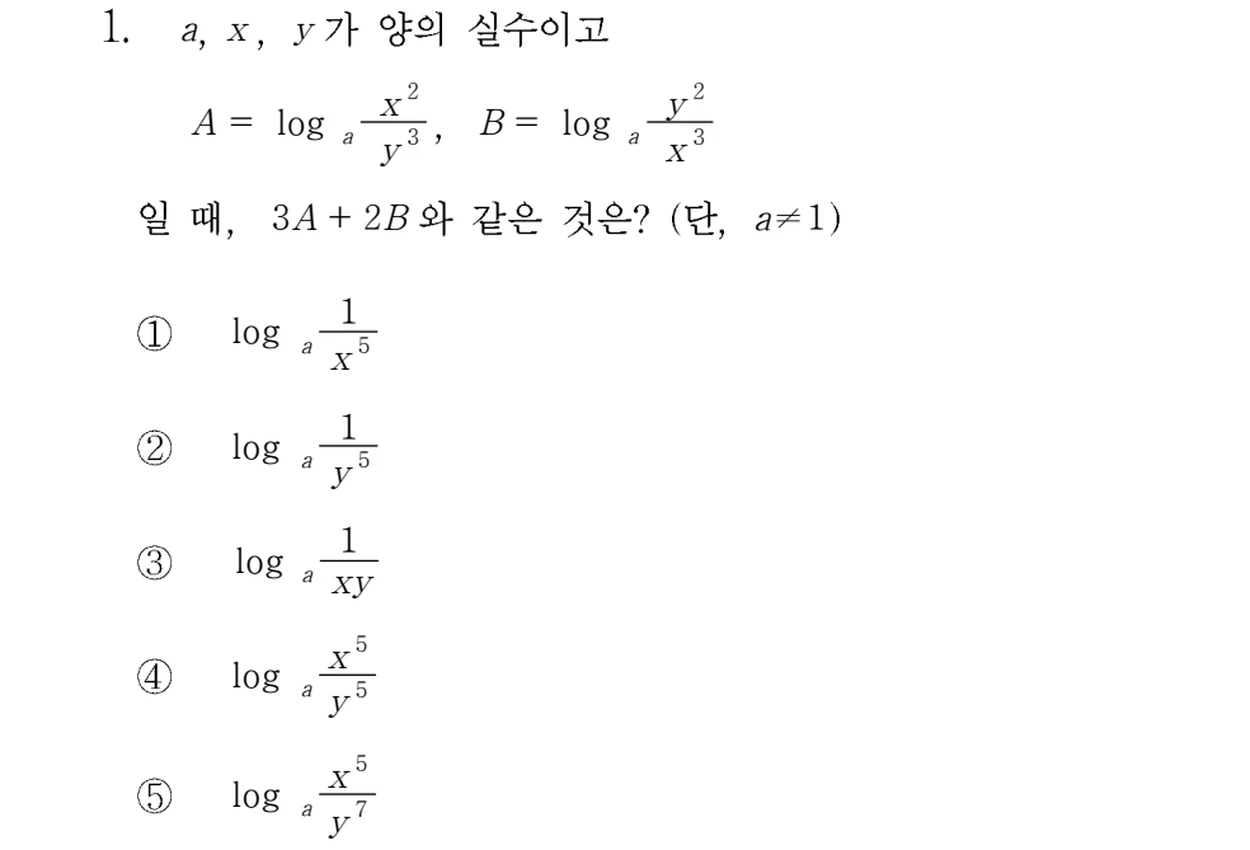 1. a, x, y가 양의 실수이고
A = log_a x^2/y^3, B = log_a y^2/x^3
일 때, 3A + 2B와 같은 것은? (단, a≠1)
① log_a 1/x^5
② log_a 1/y^5
③ log_a 1/xy
④ log_a x^5/y^5
⑤ log_a x^5/y^7